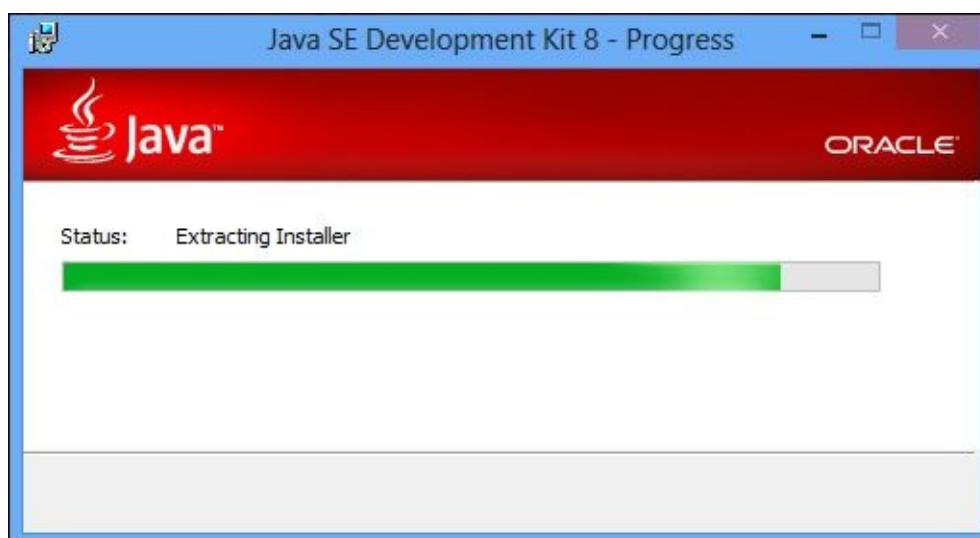 Java SE Development Kit 8 - Progress
Java™
ORACLE®
Status: Extracting Installer